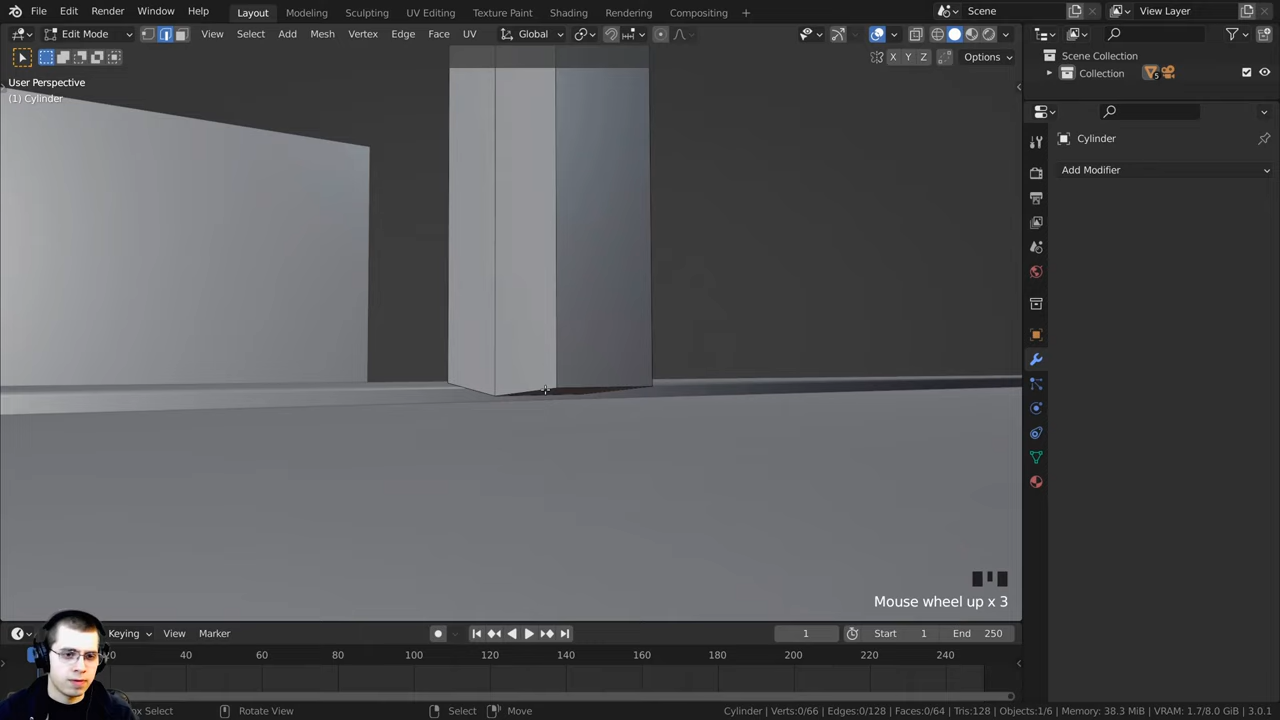 File Edit Render Window Help Layout Modeling Sculpting UV Editing Texture Paint Shading Rendering Compositing + Scene View Layer
Edit Mode View Select Add Mesh Vertex Edge Face UV Global
X Y Z Options
Scene Collection
Collection 5
User Perspective
(1) Cylinder
Cylinder
Add Modifier
Mouse wheel up x 3
Keying View Marker 1 Start 1 End 250
20 40 60 80 100 120 140 160 180 200 220 240
Select Rotate View Select Move Cylinder | Verts:0/66 | Edges:0/128 | Faces:0/64 | Tris:128 | Objects:1/6 | Memory: 38.3 MiB | VRAM: 1.7/8.0 GiB | 3.0.1